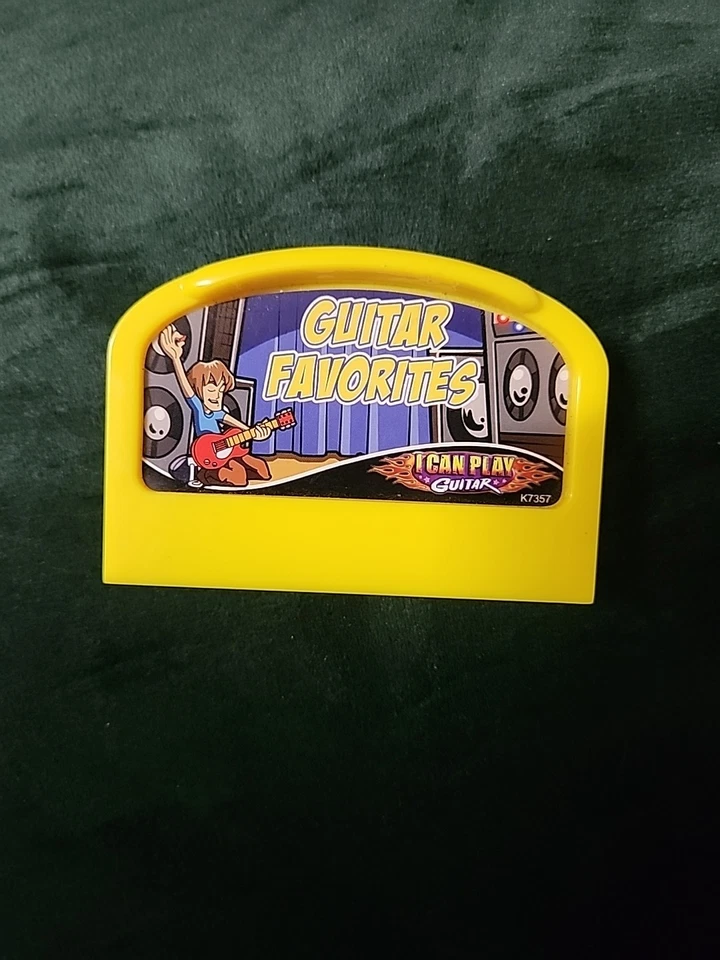 GUITAR
FAVORITES
I CAN PLAY
GUITAR
K7357